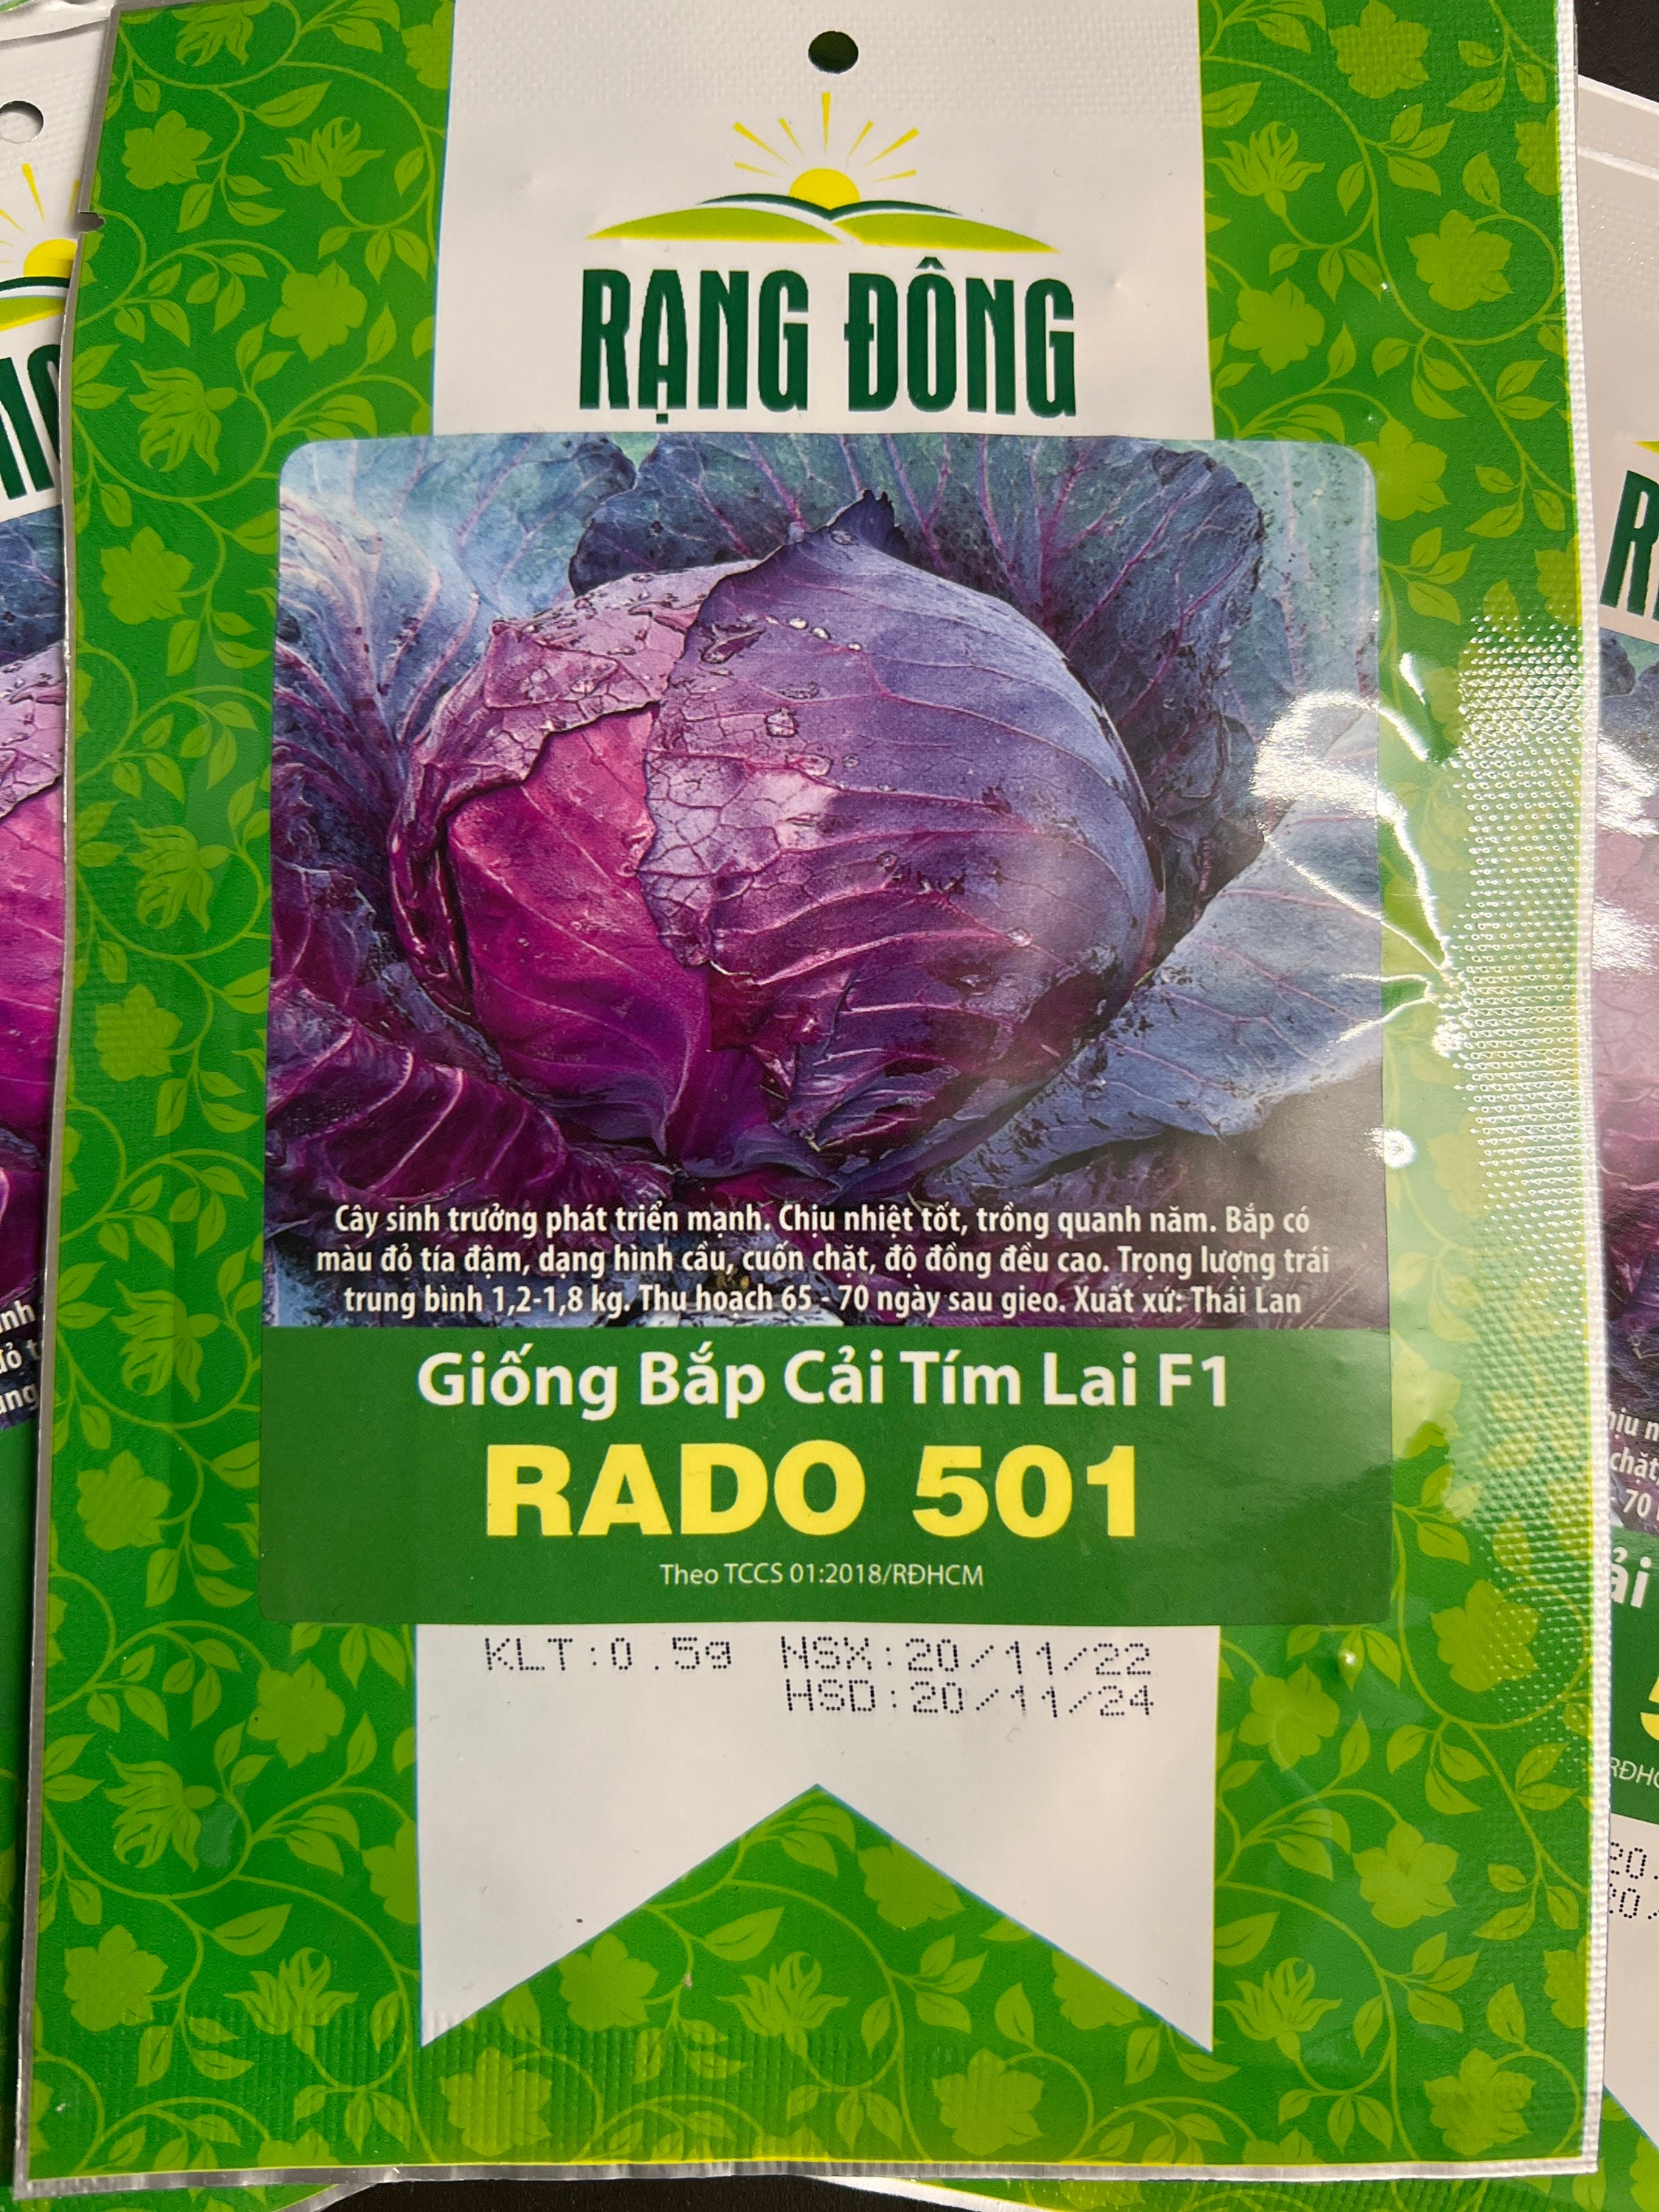 RẠNG ĐÔNG
Cây sinh trưởng phát triển mạnh. Chịu nhiệt tốt, trồng quanh năm. Bắp có
màu đỏ tía đậm, dạng hình cầu, cuốn chặt, độ đồng đều cao. Trọng lượng trái
trung bình 1,2-1,8 kg. Thu hoạch 65 - 70 ngày sau gieo. Xuất xứ: Thái Lan
Giống Bắp Cải Tím Lai F1
RADO 501
Theo TCCS 01:2018/RĐHCM
KLT:0.5g NSX:20/11/22
HSD:20/11/24